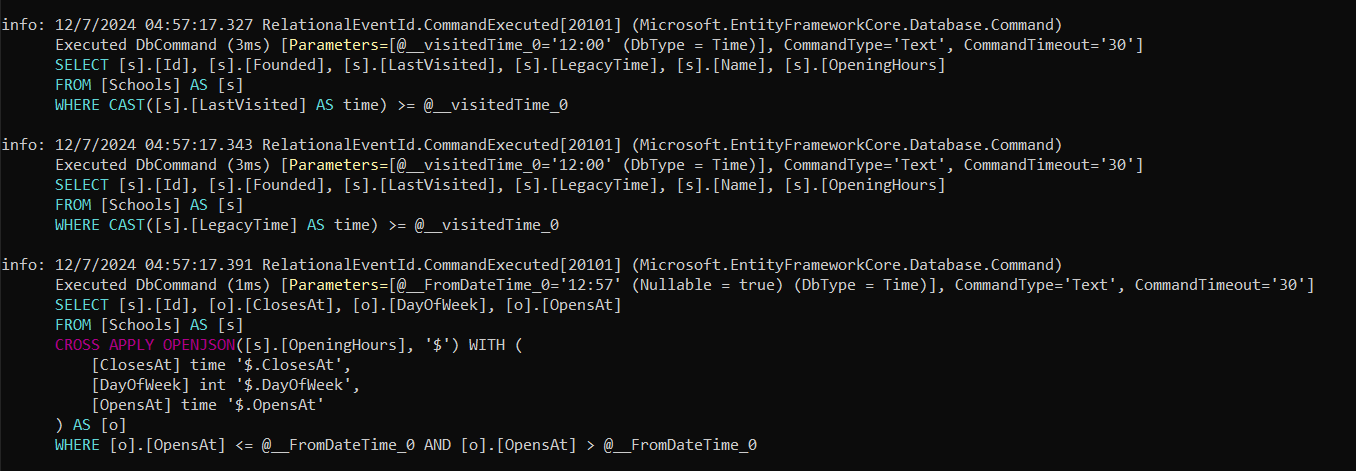 info: 12/7/2024 04:57:17.327 RelationalEventId.CommandExecuted[20101] (Microsoft.EntityFrameworkCore.Database.Command)
Executed DbCommand (3ms) [Parameters=[@__visitedTime_0='12:00' (DbType = Time)], CommandType='Text', CommandTimeout='30']
SELECT [s].[Id], [s].[Founded], [s].[LastVisited], [s].[LegacyTime], [s].[Name], [s].[OpeningHours]
FROM [Schools] AS [s]
WHERE CAST([s].[LastVisited] AS time) >= @__visitedTime_0
info: 12/7/2024 04:57:17.343 RelationalEventId.CommandExecuted[20101] (Microsoft.EntityFrameworkCore.Database.Command)
Executed DbCommand (3ms) [Parameters=[@__visitedTime_0='12:00' (DbType = Time)], CommandType='Text', CommandTimeout='30']
SELECT [s].[Id], [s].[Founded], [s].[LastVisited], [s].[LegacyTime], [s].[Name], [s].[OpeningHours]
FROM [Schools] AS [s]
WHERE CAST([s].[LegacyTime] AS time) >= @__visitedTime_0
info: 12/7/2024 04:57:17.391 RelationalEventId.CommandExecuted[20101] (Microsoft.EntityFrameworkCore.Database.Command)
Executed DbCommand (1ms) [Parameters=[@__FromDateTime_0='12:57' (Nullable = true) (DbType = Time)], CommandType='Text', CommandTimeout='30']
SELECT [s].[Id], [o].[ClosesAt], [o].[DayOfWeek], [o].[OpensAt]
FROM [Schools] AS [s]
CROSS APPLY OPENJSON([s].[OpeningHours], '$') WITH (
[ClosesAt] time '$.ClosesAt',
[DayOfWeek] int '$.DayOfWeek',
[OpensAt] time '$.OpensAt'
) AS [o]
WHERE [o].[OpensAt] <= @__FromDateTime_0 AND [o].[OpensAt] > @__FromDateTime_0